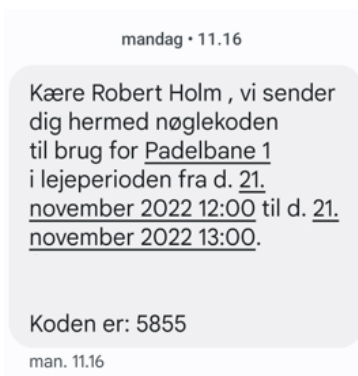 mandag • 11.16
Kære Robert Holm , vi sender
dig hermed nøglekoden
til brug for Padelbane 1
i lejeperioden fra d. 21.
november 2022 12:00 til d. 21.
november 2022 13:00.
Koden er: 5855
man. 11.16